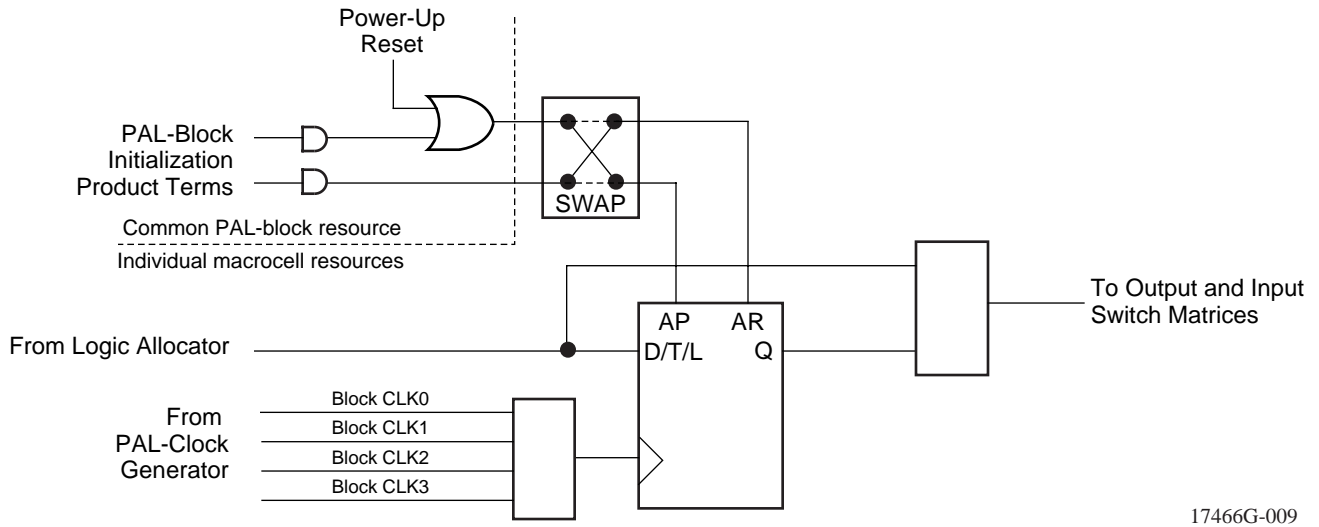 Power-Up
Reset
PAL-Block
Initialization
Product Terms
SWAP
Common PAL-block resource
Individual macrocell resources
To Output and Input
Switch Matrices
AP AR
From Logic Allocator
D/T/L Q
From
PAL-Clock
Generator
Block CLK0
Block CLK1
Block CLK2
Block CLK3
17466G-009